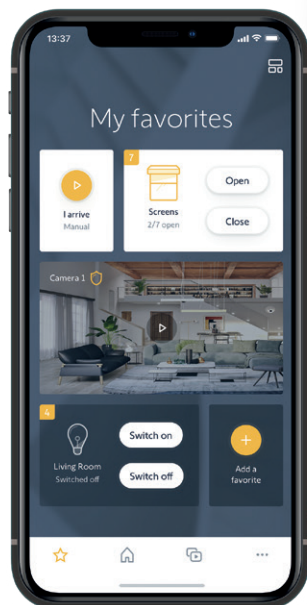 13:37
My favorites
7
I arrive
Manual
Screens
2/7 open
Open
Close
Camera 1
4
Living Room
Switched off
Switch on
Switch off
Add a
favorite